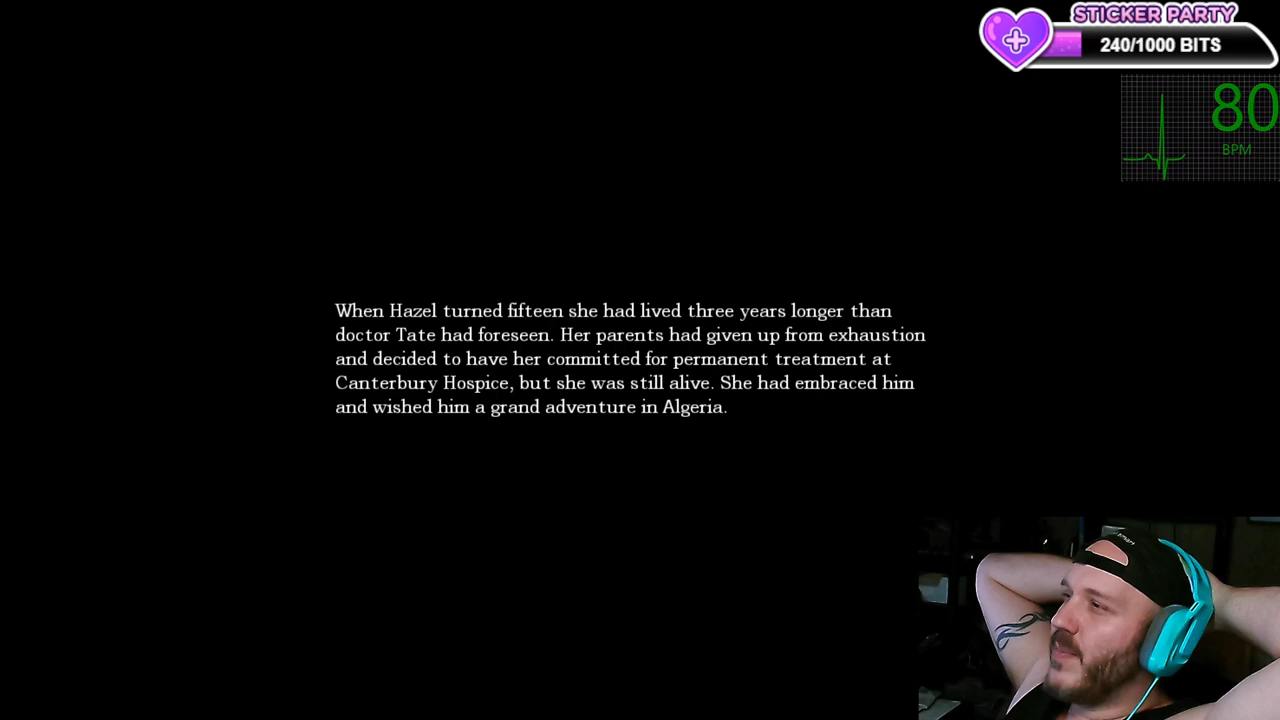 STICKER PARTY
240/1000 BITS
80
BPM
When Hazel turned fifteen she had lived three years longer than
doctor Tate had foreseen. Her parents had given up from exhaustion
and decided to have her committed for permanent treatment at
Canterbury Hospice, but she was still alive. She had embraced him
and wished him a grand adventure in Algeria.